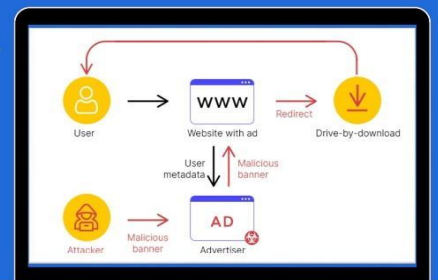 WWW
Redirect
User
Website with ad
Drive-by-download
User
metadata
Malicious
banner
AD
Attacker
Malicious
banner
Advertiser